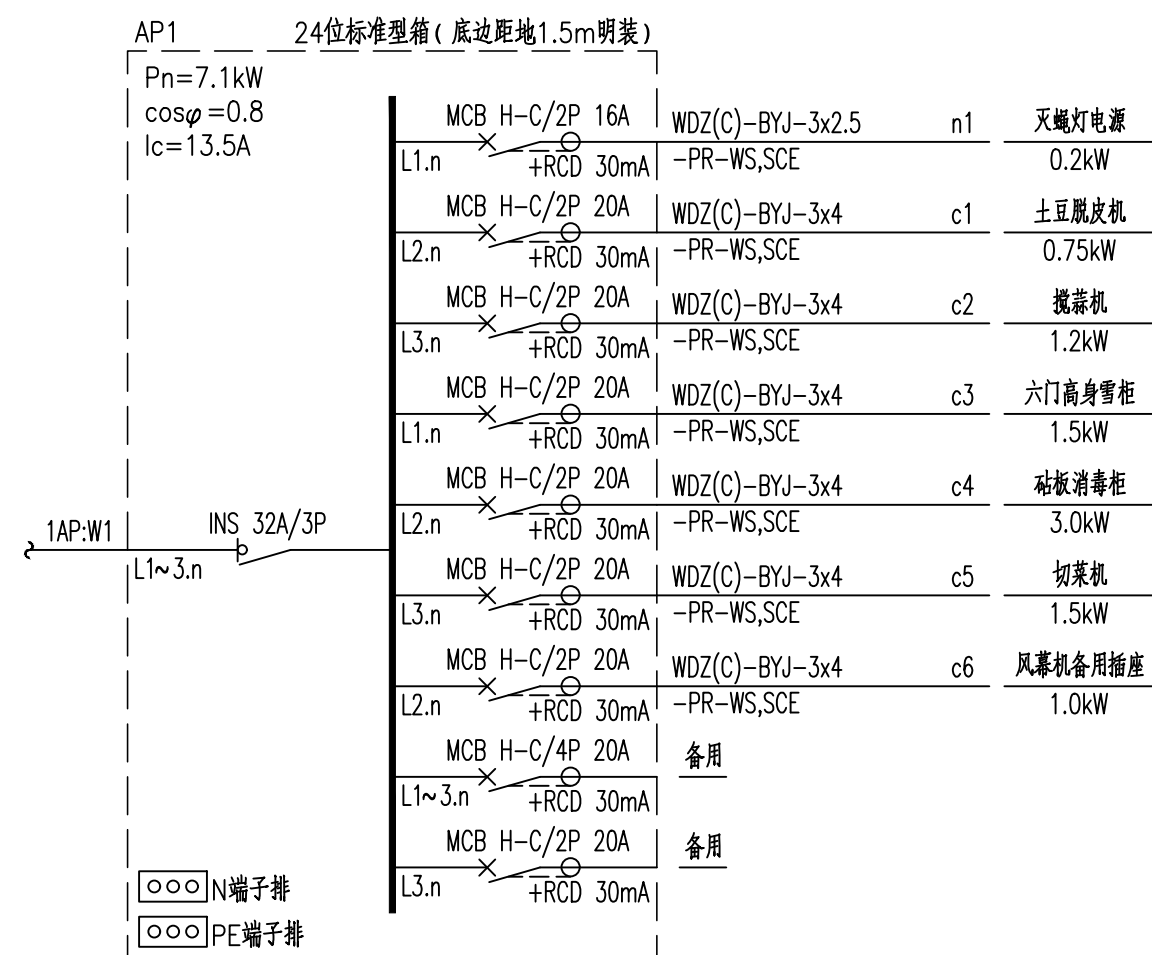 AP1 24位标准型箱(底边距地1.5m明装)
Pn=7.1kW
cosφ=0.8
Ic=13.5A
MCB H-C/2P 16A WDZ(C)-BYJ-3x2.5 n1 灭蝇灯电源
L1.n +RCD 30mA -PR-WS,SCE 0.2kW
MCB H-C/2P 20A WDZ(C)-BYJ-3x4 c1 土豆脱皮机
L2.n +RCD 30mA -PR-WS,SCE 0.75kW
MCB H-C/2P 20A WDZ(C)-BYJ-3x4 c2 搅蒜机
L3.n +RCD 30mA -PR-WS,SCE 1.2kW
MCB H-C/2P 20A WDZ(C)-BYJ-3x4 c3 六门高身雪柜
L1.n +RCD 30mA -PR-WS,SCE 1.5kW
MCB H-C/2P 20A WDZ(C)-BYJ-3x4 c4 砧板消毒柜
1AP:W1 INS 32A/3P L2.n +RCD 30mA -PR-WS,SCE 3.0kW
L1~3.n MCB H-C/2P 20A WDZ(C)-BYJ-3x4 c5 切菜机
L3.n +RCD 30mA -PR-WS,SCE 1.5kW
MCB H-C/2P 20A WDZ(C)-BYJ-3x4 c6 风幕机备用插座
L2.n +RCD 30mA -PR-WS,SCE 1.0kW
MCB H-C/4P 20A 备用
L1~3.n +RCD 30mA
MCB H-C/2P 20A 备用
L3.n +RCD 30mA
N端子排
PE端子排